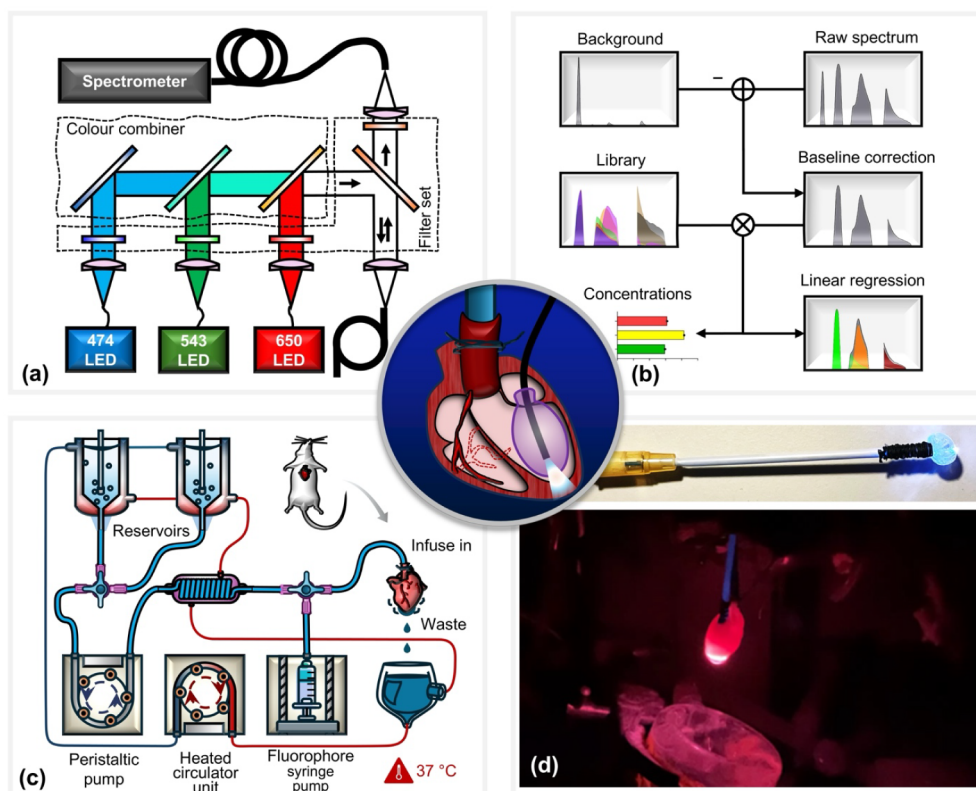 Spectrometer
Colour combiner
Filter set
474
LED
543
LED
650
LED
(a)
Background
Raw spectrum
–
Library
Baseline correction
Concentrations
Linear regression
(b)
Reservoirs
Infuse in
Waste
Peristaltic
pump
Heated
circulator
unit
Fluorophore
syringe
pump
37 °C
(c)
(d)